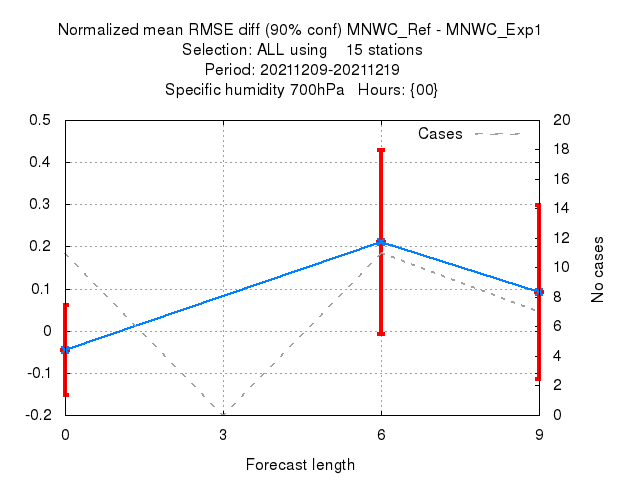 Normalized mean RMSE diff (90% conf) MNWC_Ref - MNWC_Exp1
Selection: ALL using 15 stations
Period: 20211209-20211219
Specific humidity 700hPa Hours: {00}
Cases
0.5
0.4
0.3
0.2
0.1
0
-0.1
-0.2
20
18
16
14
12
10
8
6
4
2
0
No cases
0 3 6 9
Forecast length